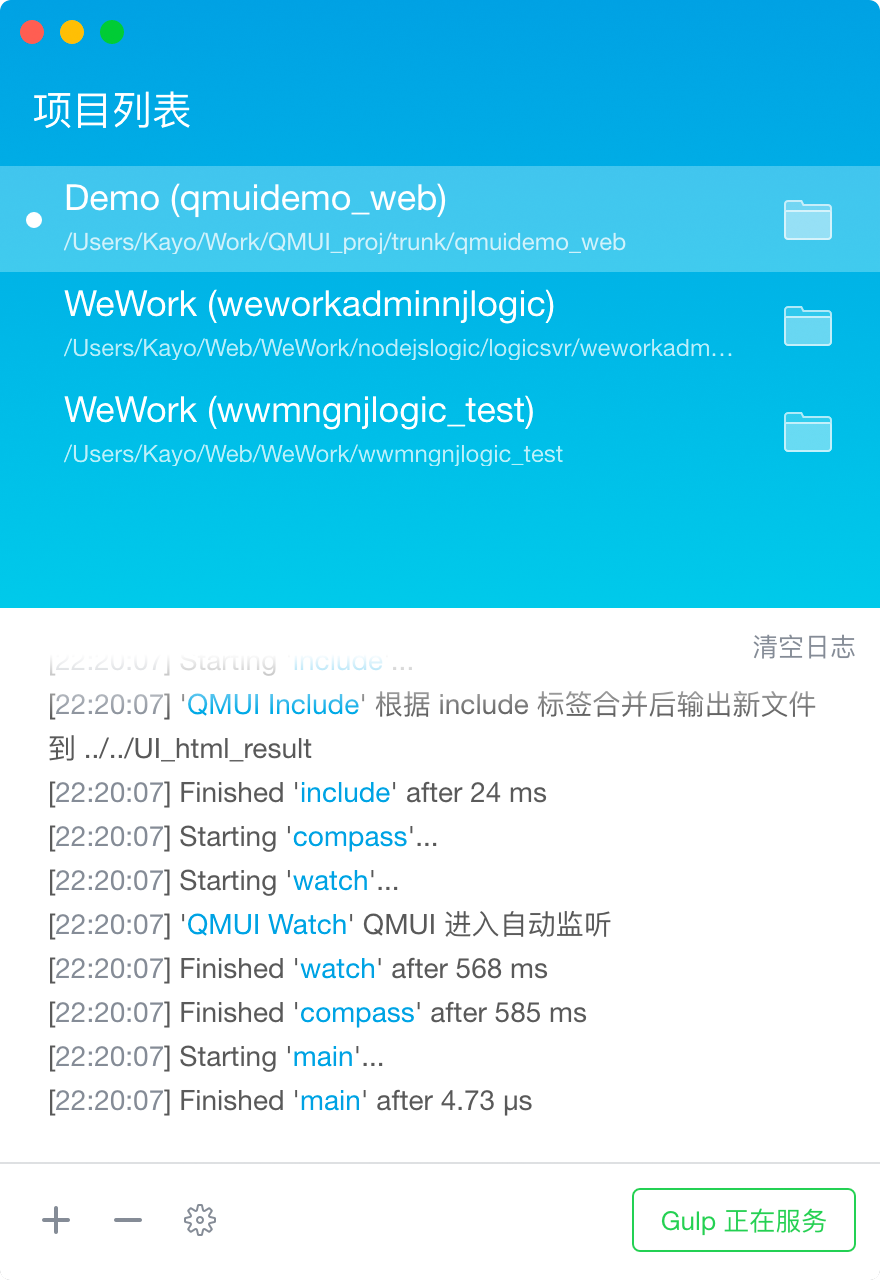 项目列表
Demo (qmuidemo_web)
/Users/Kayo/Work/QMUI_proj/trunk/qmuidemo_web
WeWork (weworkadminnjlogic)
/Users/Kayo/Web/WeWork/nodejslogic/logicsvr/weworkadm…
WeWork (wwmngnjlogic_test)
/Users/Kayo/Web/WeWork/wwmngnjlogic_test
清空日志
[22:20:07] Starting 'include'...
[22:20:07] 'QMUI Include' 根据 include 标签合并后输出新文件
到 ../../UI_html_result
[22:20:07] Finished 'include' after 24 ms
[22:20:07] Starting 'compass'...
[22:20:07] Starting 'watch'...
[22:20:07] 'QMUI Watch' QMUI 进入自动监听
[22:20:07] Finished 'watch' after 568 ms
[22:20:07] Finished 'compass' after 585 ms
[22:20:07] Starting 'main'...
[22:20:07] Finished 'main' after 4.73 μs
Gulp 正在服务